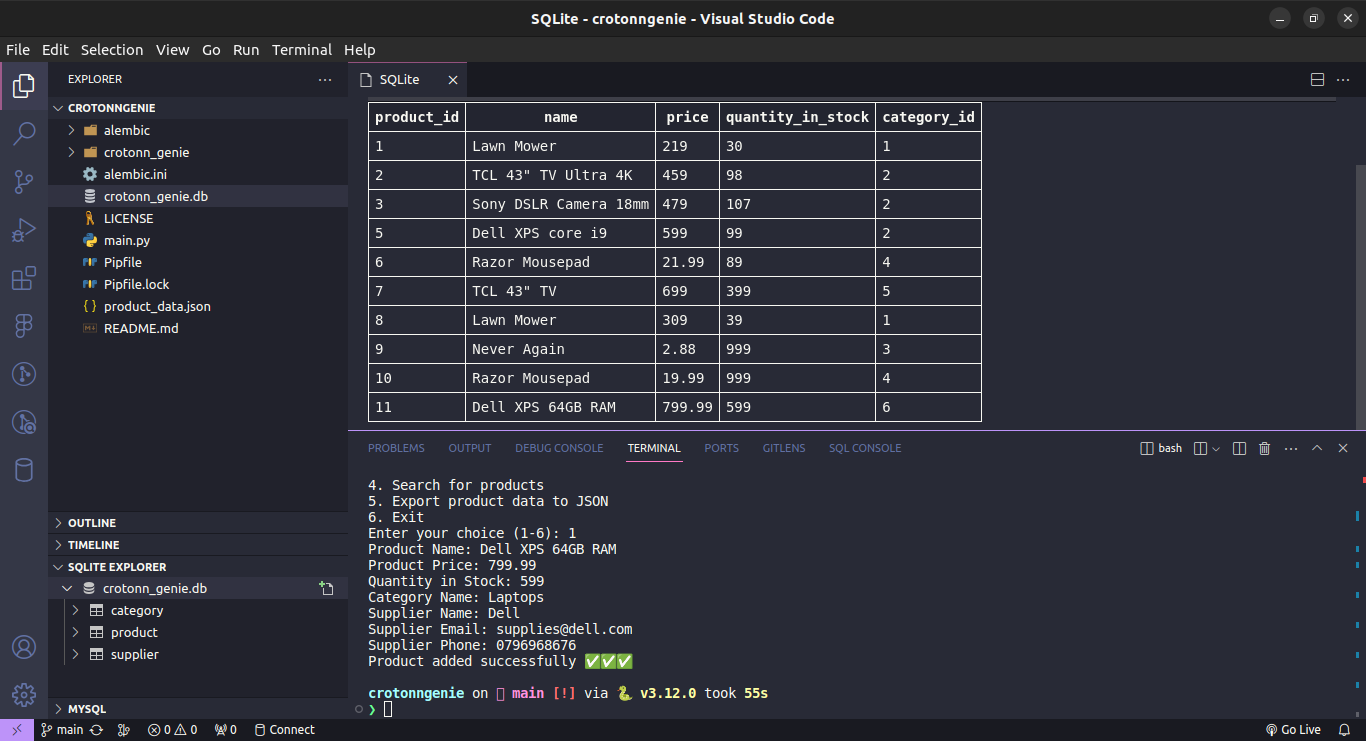 SQLite - crotonngenie - Visual Studio Code
File Edit Selection View Go Run Terminal Help
EXPLORER
CROTONNGENIE
alembic
crotonn_genie
alembic.ini
crotonn_genie.db
LICENSE
main.py
Pipfile
Pipfile.lock
product_data.json
README.md
OUTLINE
TIMELINE
SQLITE EXPLORER
crotonn_genie.db
category
product
supplier
MYSQL
SQLite
product_id name price quantity_in_stock category_id
1 Lawn Mower 219 30 1
2 TCL 43" TV Ultra 4K 459 98 2
3 Sony DSLR Camera 18mm 479 107 2
5 Dell XPS core i9 599 99 2
6 Razor Mousepad 21.99 89 4
7 TCL 43" TV 699 399 5
8 Lawn Mower 309 39 1
9 Never Again 2.88 999 3
10 Razor Mousepad 19.99 999 4
11 Dell XPS 64GB RAM 799.99 599 6
PROBLEMS OUTPUT DEBUG CONSOLE TERMINAL PORTS GITLENS SQL CONSOLE bash
4. Search for products
5. Export product data to JSON
6. Exit
Enter your choice (1-6): 1
Product Name: Dell XPS 64GB RAM
Product Price: 799.99
Quantity in Stock: 599
Category Name: Laptops
Supplier Name: Dell
Supplier Email: supplies@dell.com
Supplier Phone: 0796968676
Product added successfully ✅✅✅
crotonngenie on main [!] via 🐍 v3.12.0 took 55s
❯
main 0 0 0 Connect Go Live